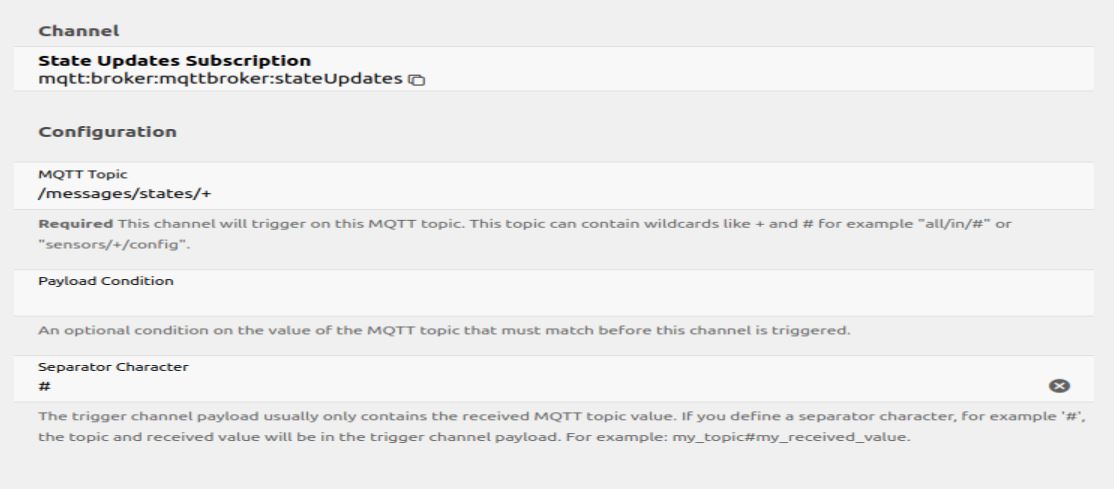 Channel
State Updates Subscription
mqtt:broker:mqttbroker:stateUpdates
Configuration
MQTT Topic
/messages/states/+
Required This channel will trigger on this MQTT topic. This topic can contain wildcards like + and # for example "all/in/#" or
"sensors/+/config".
Payload Condition
An optional condition on the value of the MQTT topic that must match before this channel is triggered.
Separator Character
#
The trigger channel payload usually only contains the received MQTT topic value. If you define a separator character, for example '#',
the topic and received value will be in the trigger channel payload. For example: my_topic#my_received_value.